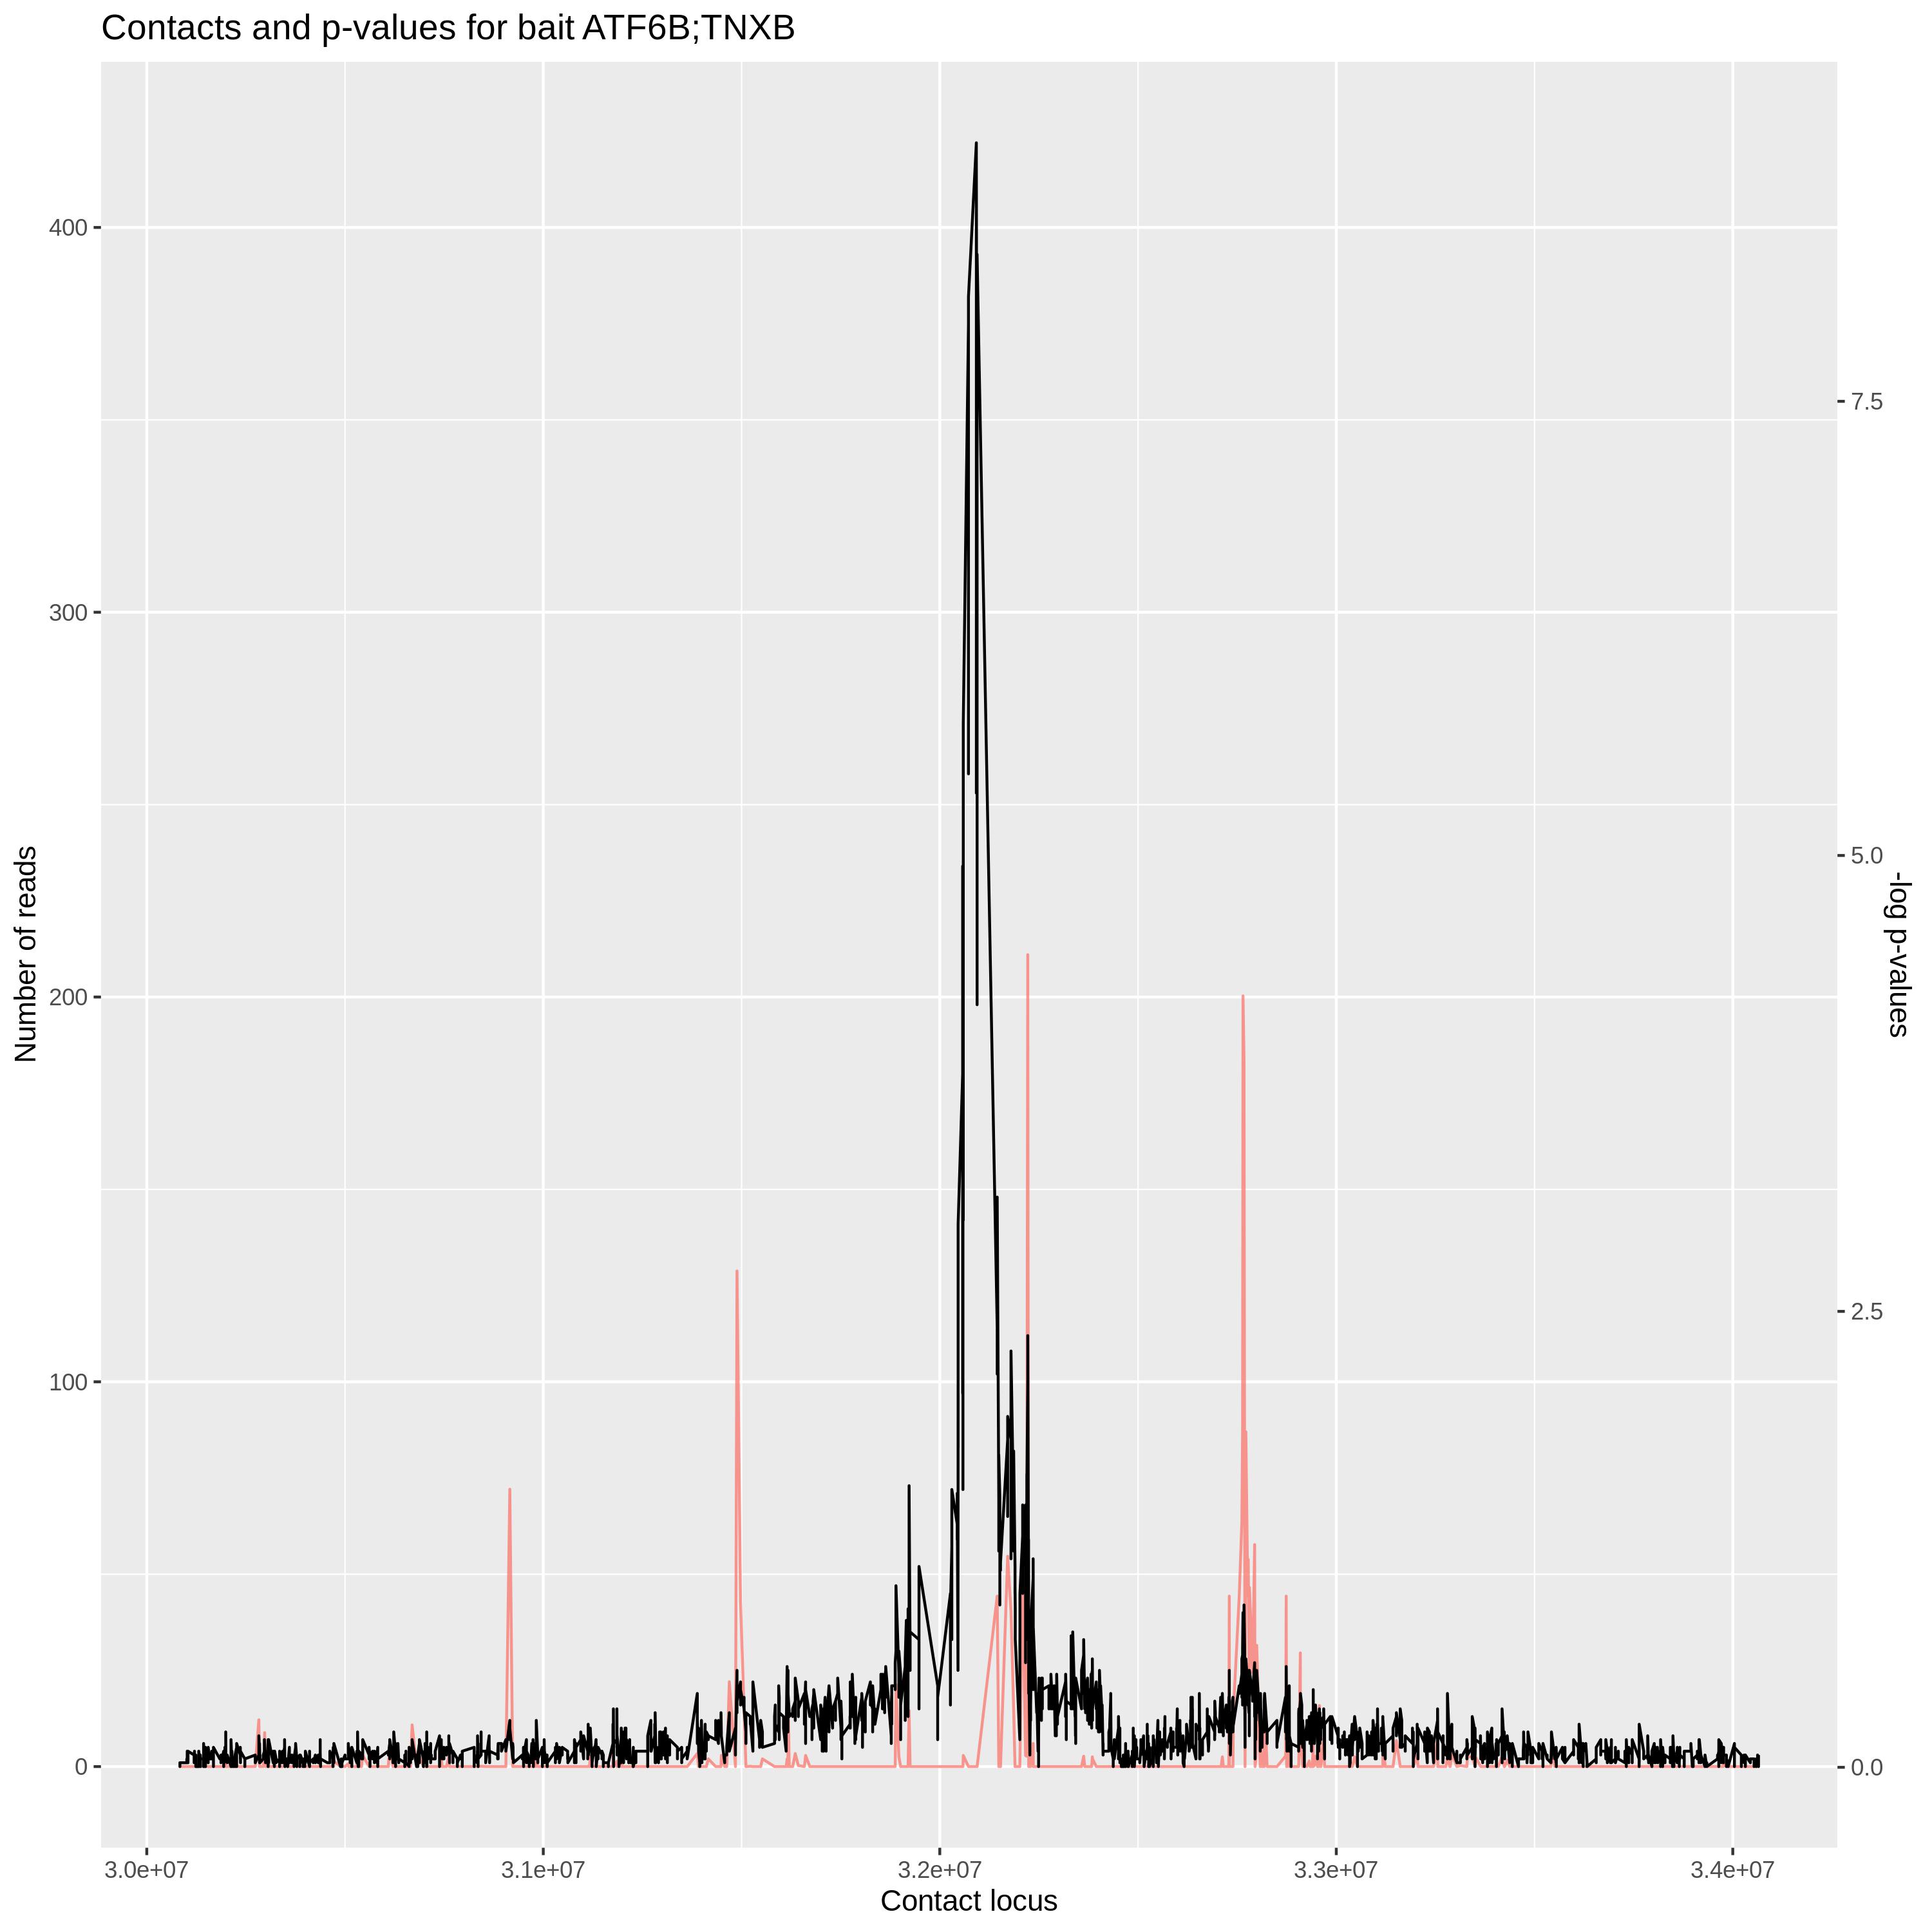 Contacts and p-values for bait ATF6B;TNXB
400
300
200
100
0
Number of reads
7.5
5.0
2.5
0.0
-log p-values
3.0e+07 3.1e+07 3.2e+07 3.3e+07 3.4e+07
Contact locus